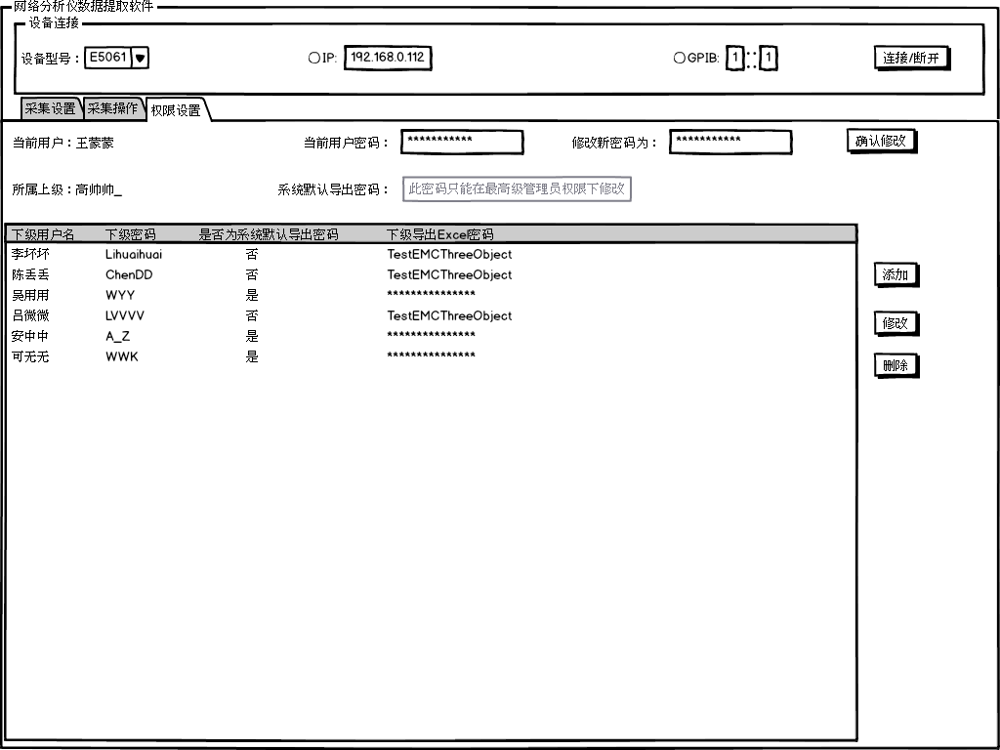 网络分析仪数据提取软件
设备连接
设备型号： E5061 IP: 192.168.0.112 GPIB: 1 :: 1 连接/断开
采集设置 采集操作 权限设置
当前用户：王蒙蒙 当前用户密码： *********** 修改新密码为： *********** 确认修改
所属上级：高帅帅_ 系统默认导出密码： 此密码只能在最高级管理员权限下修改
下级用户名 下级密码 是否为系统默认导出密码 下级导出Excel密码
李坏坏 Lihuaihuai 否 TestEMCThreeObject
陈丢丢 ChenDD 否 TestEMCThreeObject
吴用用 WYY 是 ***************
吕微微 LVVVV 否 TestEMCThreeObject
安中中 A_Z 是 ***************
可无无 WWK 是 ***************
添加
修改
删除